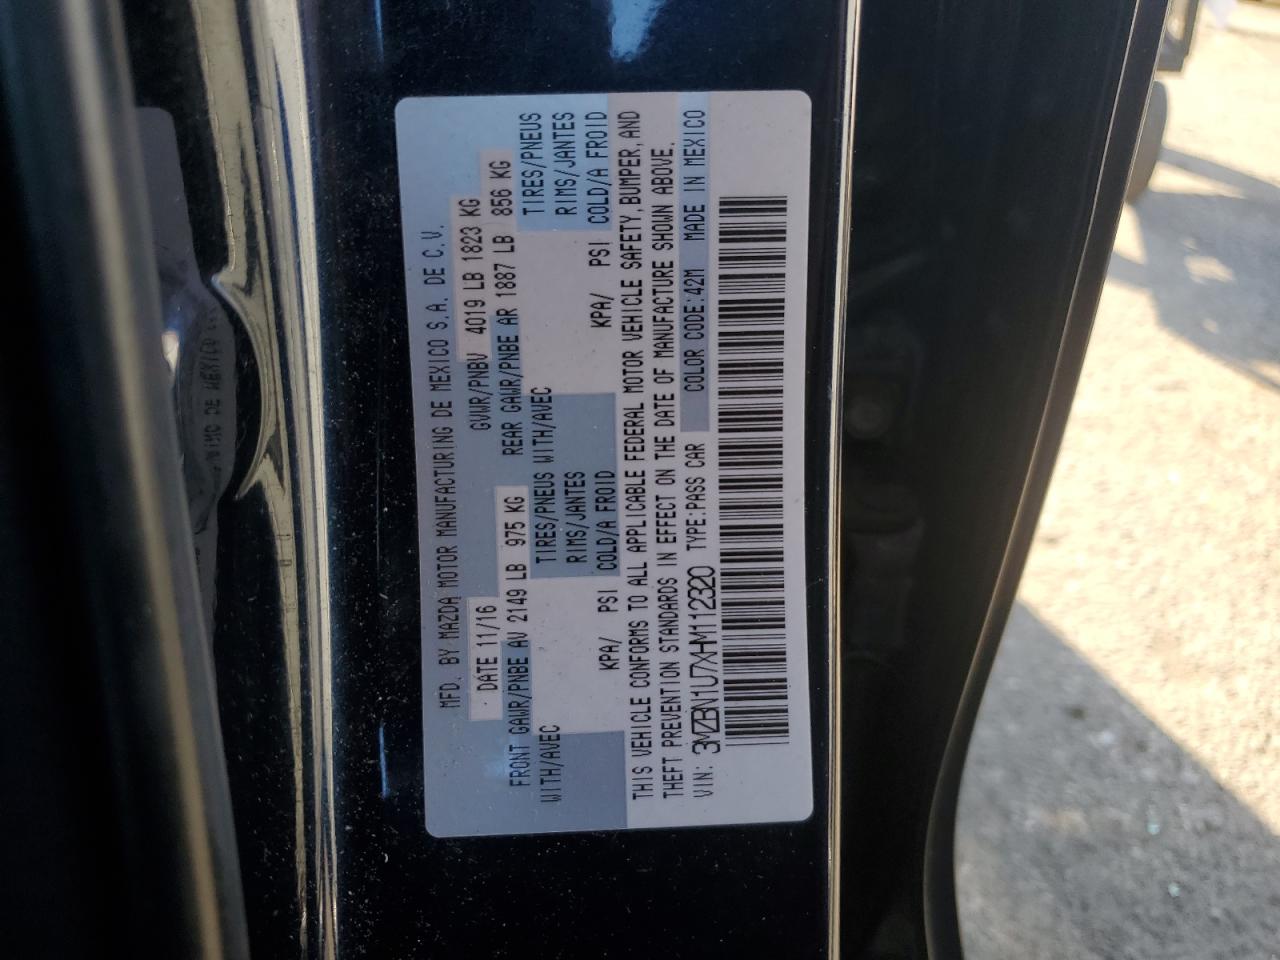 MFD. BY MAZDA MOTOR MANUFACTURING DE MEXICO S.A. DE C.V.
DATE 11/16 GVWR/PNBV 4019 LB 1823 KG
FRONT GAWR/PNBE AV 2149 LB 975 KG REAR GAWR/PNBE AR 1887 LB 856 KG
WITH/AVEC TIRES/PNEUS WITH/AVEC TIRES/PNEUS
RIMS/JANTES RIMS/JANTES
KPA/ PSI COLD/A FROID KPA/ PSI COLD/A FROID
THIS VEHICLE CONFORMS TO ALL APPLICABLE FEDERAL MOTOR VEHICLE SAFETY, BUMPER, AND
THEFT PREVENTION STANDARDS IN EFFECT ON THE DATE OF MANUFACTURE SHOWN ABOVE.
VIN: 3MZBN1U7XHM112320 TYPE:PASS CAR COLOR CODE:42M MADE IN MEXICO
DE MEXICO